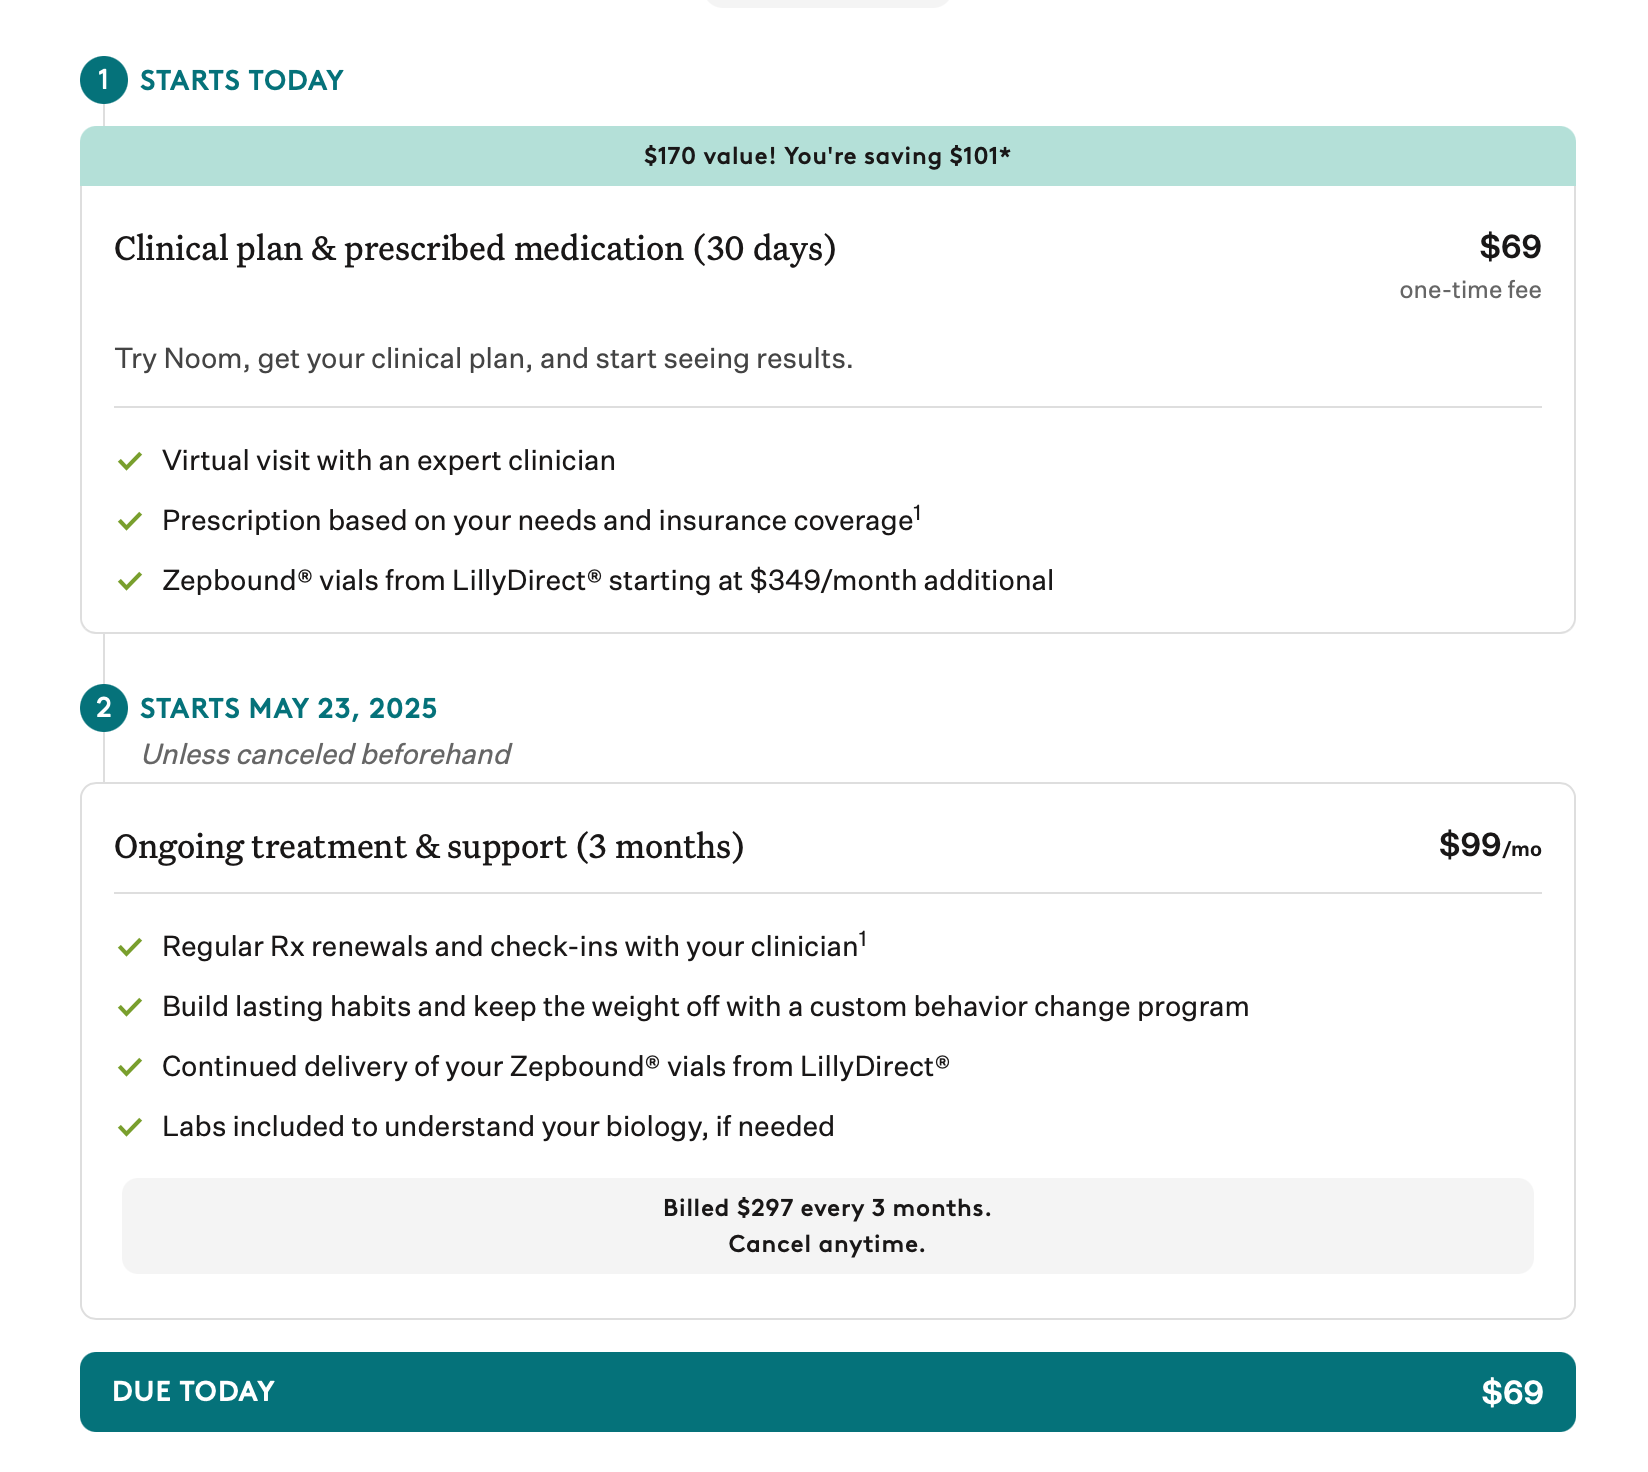 1 STARTS TODAY
$170 value! You're saving $101*
Clinical plan & prescribed medication (30 days)
$69
one-time fee
Try Noom, get your clinical plan, and start seeing results.
Virtual visit with an expert clinician
Prescription based on your needs and insurance coverage¹
Zepbound® vials from LillyDirect® starting at $349/month additional
2 STARTS MAY 23, 2025
Unless canceled beforehand
Ongoing treatment & support (3 months)
$99/mo
Regular Rx renewals and check-ins with your clinician¹
Build lasting habits and keep the weight off with a custom behavior change program
Continued delivery of your Zepbound® vials from LillyDirect®
Labs included to understand your biology, if needed
Billed $297 every 3 months.
Cancel anytime.
DUE TODAY
$69